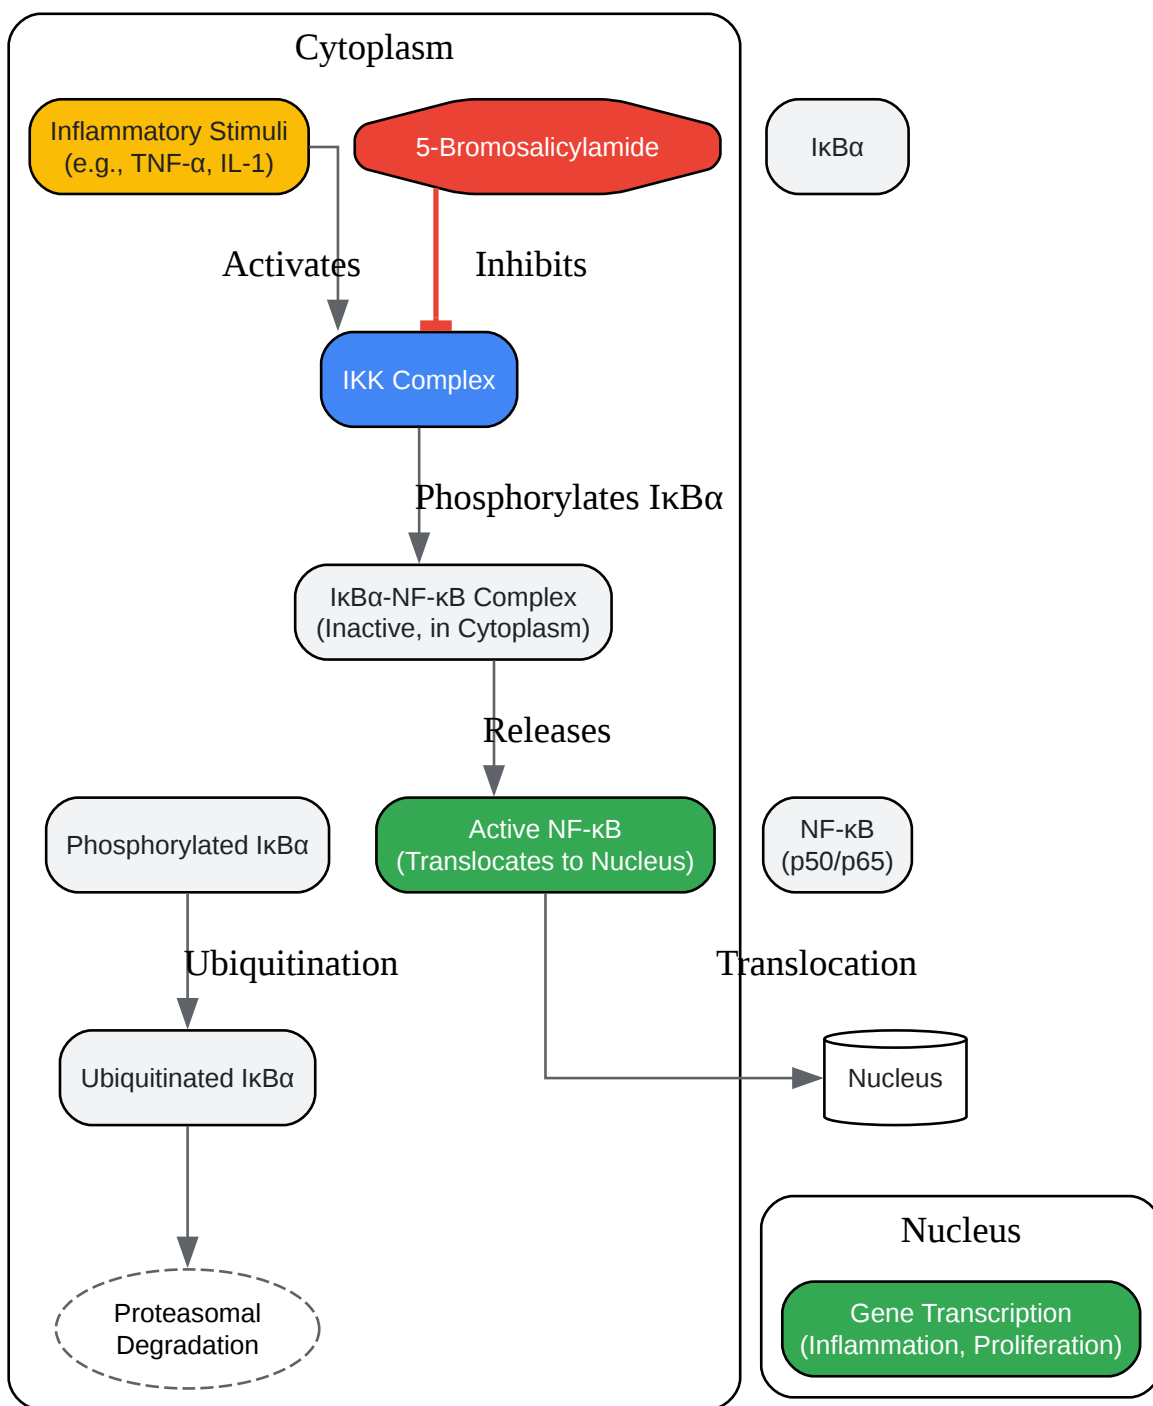 Cytoplasm
Inflammatory Stimuli
(e.g., TNF-α, IL-1)
5-Bromosalicylamide
IκBα
Activates
Inhibits
IKK Complex
Phosphorylates IκBα
IκBα-NF-κB Complex
(Inactive, in Cytoplasm)
Releases
Phosphorylated IκBα
Active NF-κB
(Translocates to Nucleus)
NF-κB
(p50/p65)
Ubiquitination
Translocation
Ubiquitinated IκBα
Nucleus
Nucleus
Proteasomal
Degradation
Gene Transcription
(Inflammation, Proliferation)